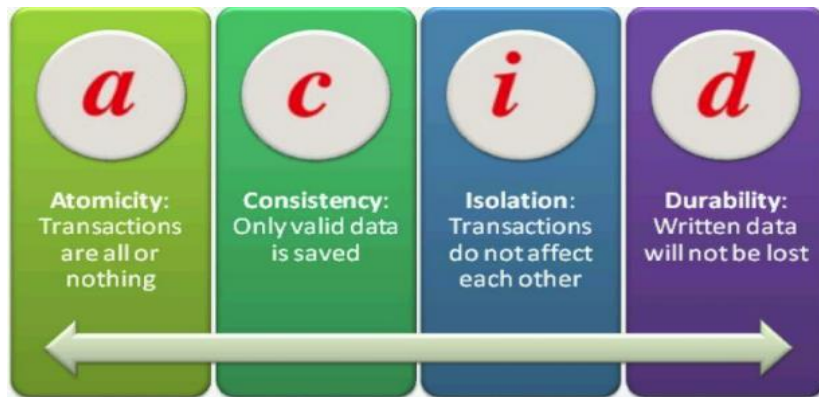 a
Atomicity:
Transactions
are all or
nothing
c
Consistency:
Only valid data
is saved
i
Isolation:
Transactions
do not affect
each other
d
Durability:
Written data
will not be lost